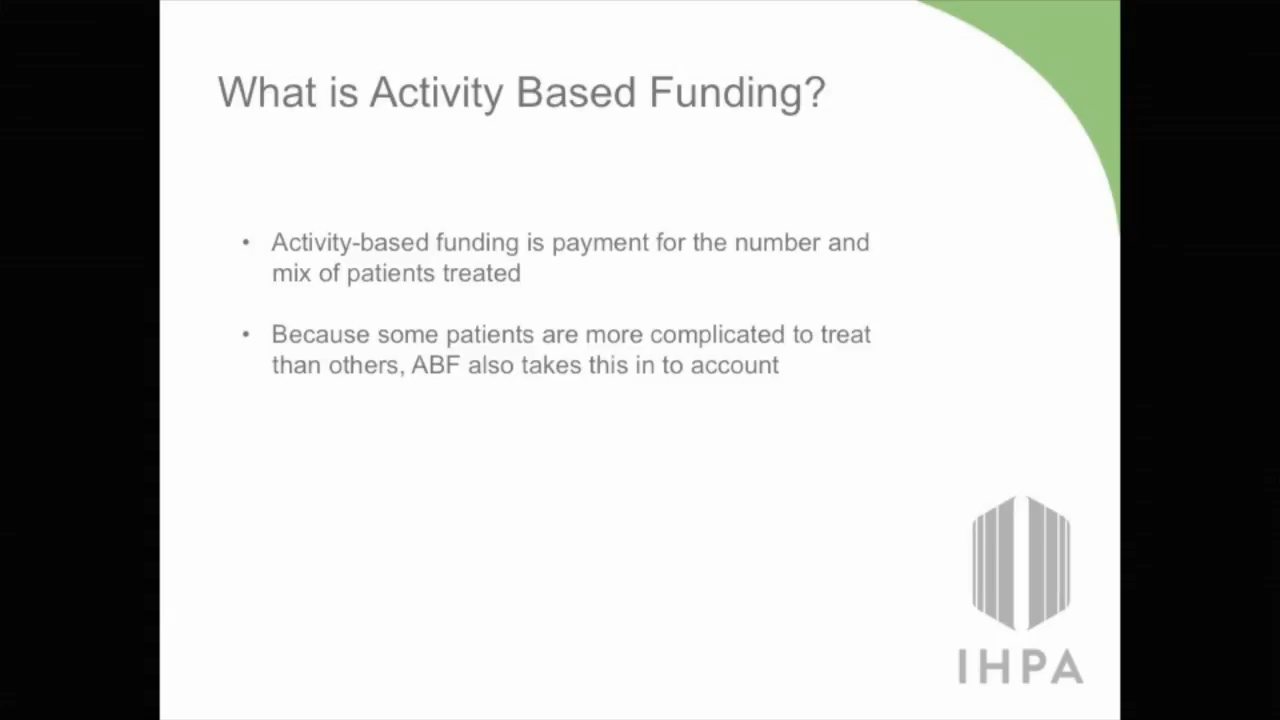 What is Activity Based Funding?
• Activity-based funding is payment for the number and
mix of patients treated
• Because some patients are more complicated to treat
than others, ABF also takes this in to account
IHPA